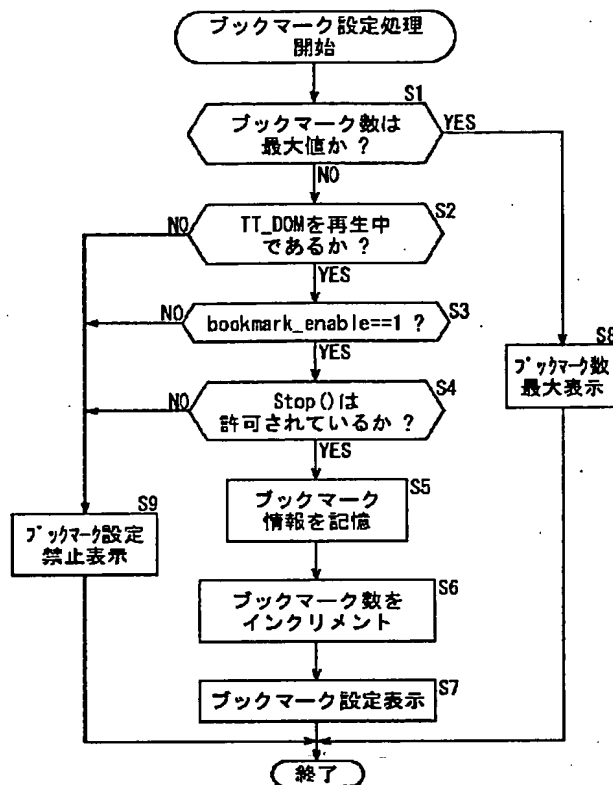 ブックマーク設定処理
開始
S1
ブックマーク数は
最大値か ?
YES
NO
S2
TT_DOMを再生中
であるか ?
NO
YES
S3
bookmark_enable==1 ?
NO
YES
S4
Stop()は
許可されているか ?
NO
YES
S5
ブックマーク
情報を記憶
S6
ブックマーク数を
インクリメント
S7
ブックマーク設定表示
S8
ブックマーク数
最大表示
S9
ブックマーク設定
禁止表示
終了